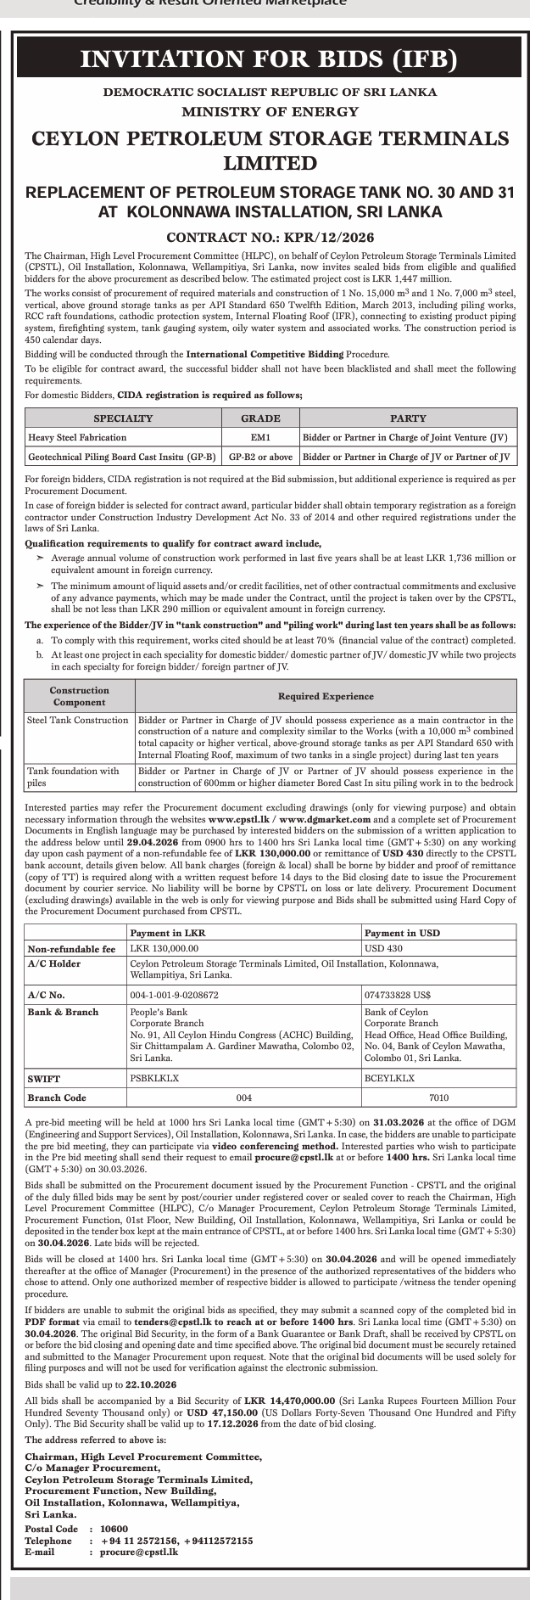 Credibility & Result Oriented Marketplace
INVITATION FOR BIDS (IFB)
DEMOCRATIC SOCIALIST REPUBLIC OF SRI LANKA
MINISTRY OF ENERGY
CEYLON PETROLEUM STORAGE TERMINALS
LIMITED
REPLACEMENT OF PETROLEUM STORAGE TANK NO. 30 AND 31
AT KOLONNAWA INSTALLATION, SRI LANKA
CONTRACT NO.: KPR/12/2026
The Chairman, High Level Procurement Committee (HLPC), on behalf of Ceylon Petroleum Storage Terminals Limited
(CPSTL), Oil Installation, Kolonnawa, Wellampitiya, Sri Lanka, now invites sealed bids from eligible and qualified
bidders for the above procurement as described below. The estimated project cost is LKR 1,447 million.
The works consist of procurement of required materials and construction of 1 No. 15,000 m³ and 1 No. 7,000 m³ steel,
vertical, above ground storage tanks as per API Standard 650 Twelfth Edition, March 2013, including piling works,
RCC raft foundations, cathodic protection system, Internal Floating Roof (IFR), connecting to existing product piping
system, firefighting system, tank gauging system, oily water system and associated works. The construction period is
450 calendar days.
Bidding will be conducted through the International Competitive Bidding Procedure.
To be eligible for contract award, the successful bidder shall not have been blacklisted and shall meet the following
requirements.
For domestic Bidders, CIDA registration is required as follows;
SPECIALTY GRADE PARTY
Heavy Steel Fabrication EM1 Bidder or Partner in Charge of Joint Venture (JV)
Geotechnical Piling Board Cast Insitu (GP-B) GP-B2 or above Bidder or Partner in Charge of JV or Partner of JV
For foreign bidders, CIDA registration is not required at the Bid submission, but additional experience is required as per
Procurement Document.
In case of foreign bidder is selected for contract award, particular bidder shall obtain temporary registration as a foreign
contractor under Construction Industry Development Act No. 33 of 2014 and other required registrations under the
laws of Sri Lanka.
Qualification requirements to qualify for contract award include,
➣ Average annual volume of construction work performed in last five years shall be at least LKR 1,736 million or
equivalent amount in foreign currency.
➣ The minimum amount of liquid assets and/or credit facilities, net of other contractual commitments and exclusive
of any advance payments, which may be made under the Contract, until the project is taken over by the CPSTL,
shall be not less than LKR 290 million or equivalent amount in foreign currency.
The experience of the Bidder/JV in "tank construction" and "piling work" during last ten years shall be as follows:
a. To comply with this requirement, works cited should be at least 70% (financial value of the contract) completed.
b. At least one project in each speciality for domestic bidder/ domestic partner of JV/ domestic JV while two projects
in each specialty for foreign bidder/ foreign partner of JV.
Construction
Component Required Experience
Steel Tank Construction Bidder or Partner in Charge of JV should possess experience as a main contractor in the
construction of a nature and complexity similar to the Works (with a 10,000 m³ combined
total capacity or higher vertical, above-ground storage tanks as per API Standard 650 with
Internal Floating Roof, maximum of two tanks in a single project) during last ten years
Tank foundation with
piles Bidder or Partner in Charge of JV or Partner of JV should possess experience in the
construction of 600mm or higher diameter Bored Cast In situ piling work in to the bedrock
Interested parties may refer the Procurement document excluding drawings (only for viewing purpose) and obtain
necessary information through the websites www.cpstl.lk / www.dgmarket.com and a complete set of Procurement
Documents in English language may be purchased by interested bidders on the submission of a written application to
the address below until 29.04.2026 from 0900 hrs to 1400 hrs Sri Lanka local time (GMT+5:30) on any working
day upon cash payment of a non-refundable fee of LKR 130,000.00 or remittance of USD 430 directly to the CPSTL
bank account, details given below. All bank charges (foreign & local) shall be borne by bidder and proof of remittance
(copy of TT) is required along with a written request before 14 days to the Bid closing date to issue the Procurement
document by courier service. No liability will be borne by CPSTL on loss or late delivery. Procurement Document
(excluding drawings) available in the web is only for viewing purpose and Bids shall be submitted using Hard Copy of
the Procurement Document purchased from CPSTL.
Payment in LKR Payment in USD
Non-refundable fee LKR 130,000.00 USD 430
A/C Holder Ceylon Petroleum Storage Terminals Limited, Oil Installation, Kolonnawa,
Wellampitiya, Sri Lanka.
A/C No. 004-1-001-9-0208672 074733828 US$
Bank & Branch People's Bank
Corporate Branch
No. 91, All Ceylon Hindu Congress (ACHC) Building,
Sir Chittampalam A. Gardiner Mawatha, Colombo 02,
Sri Lanka.
Bank of Ceylon
Corporate Branch
Head Office, Head Office Building,
No. 04, Bank of Ceylon Mawatha,
Colombo 01, Sri Lanka.
SWIFT PSBKLKLX BCEYLKLX
Branch Code 004 7010
A pre-bid meeting will be held at 1000 hrs Sri Lanka local time (GMT+5:30) on 31.03.2026 at the office of DGM
(Engineering and Support Services), Oil Installation, Kolonnawa, Sri Lanka. In case, the bidders are unable to participate
the pre bid meeting, they can participate via video conferencing method. Interested parties who wish to participate
in the Pre bid meeting shall send their request to email procure@cpstl.lk at or before 1400 hrs. Sri Lanka local time
(GMT+5:30) on 30.03.2026.
Bids shall be submitted on the Procurement document issued by the Procurement Function - CPSTL and the original
of the duly filled bids may be sent by post/courier under registered cover or sealed cover to reach the Chairman, High
Level Procurement Committee (HLPC), C/o Manager Procurement, Ceylon Petroleum Storage Terminals Limited,
Procurement Function, 01st Floor, New Building, Oil Installation, Kolonnawa, Wellampitiya, Sri Lanka or could be
deposited in the tender box kept at the main entrance of CPSTL, at or before 1400 hrs. Sri Lanka local time (GMT+5:30)
on 30.04.2026. Late bids will be rejected.
Bids will be closed at 1400 hrs. Sri Lanka local time (GMT+5:30) on 30.04.2026 and will be opened immediately
thereafter at the office of Manager (Procurement) in the presence of the authorized representatives of the bidders who
chose to attend. Only one authorized member of respective bidder is allowed to participate /witness the tender opening
procedure.
If bidders are unable to submit the original bids as specified, they may submit a scanned copy of the completed bid in
PDF format via email to tenders@cpstl.lk to reach at or before 1400 hrs. Sri Lanka local time (GMT+5:30) on
30.04.2026. The original Bid Security, in the form of a Bank Guarantee or Bank Draft, shall be received by CPSTL on
or before the bid closing and opening date and time specified above. The original bid document must be securely retained
and submitted to the Manager Procurement upon request. Note that the original bid documents will be used solely for
filing purposes and will not be used for verification against the electronic submission.
Bids shall be valid up to 22.10.2026
All bids shall be accompanied by a Bid Security of LKR 14,470,000.00 (Sri Lanka Rupees Fourteen Million Four
Hundred Seventy Thousand only) or USD 47,150.00 (US Dollars Forty-Seven Thousand One Hundred and Fifty
Only). The Bid Security shall be valid up to 17.12.2026 from the date of bid closing.
The address referred to above is:
Chairman, High Level Procurement Committee,
C/o Manager Procurement,
Ceylon Petroleum Storage Terminals Limited,
Procurement Function, New Building,
Oil Installation, Kolonnawa, Wellampitiya,
Sri Lanka.
Postal Code : 10600
Telephone : +94 11 2572156, +94112572155
E-mail : procure@cpstl.lk